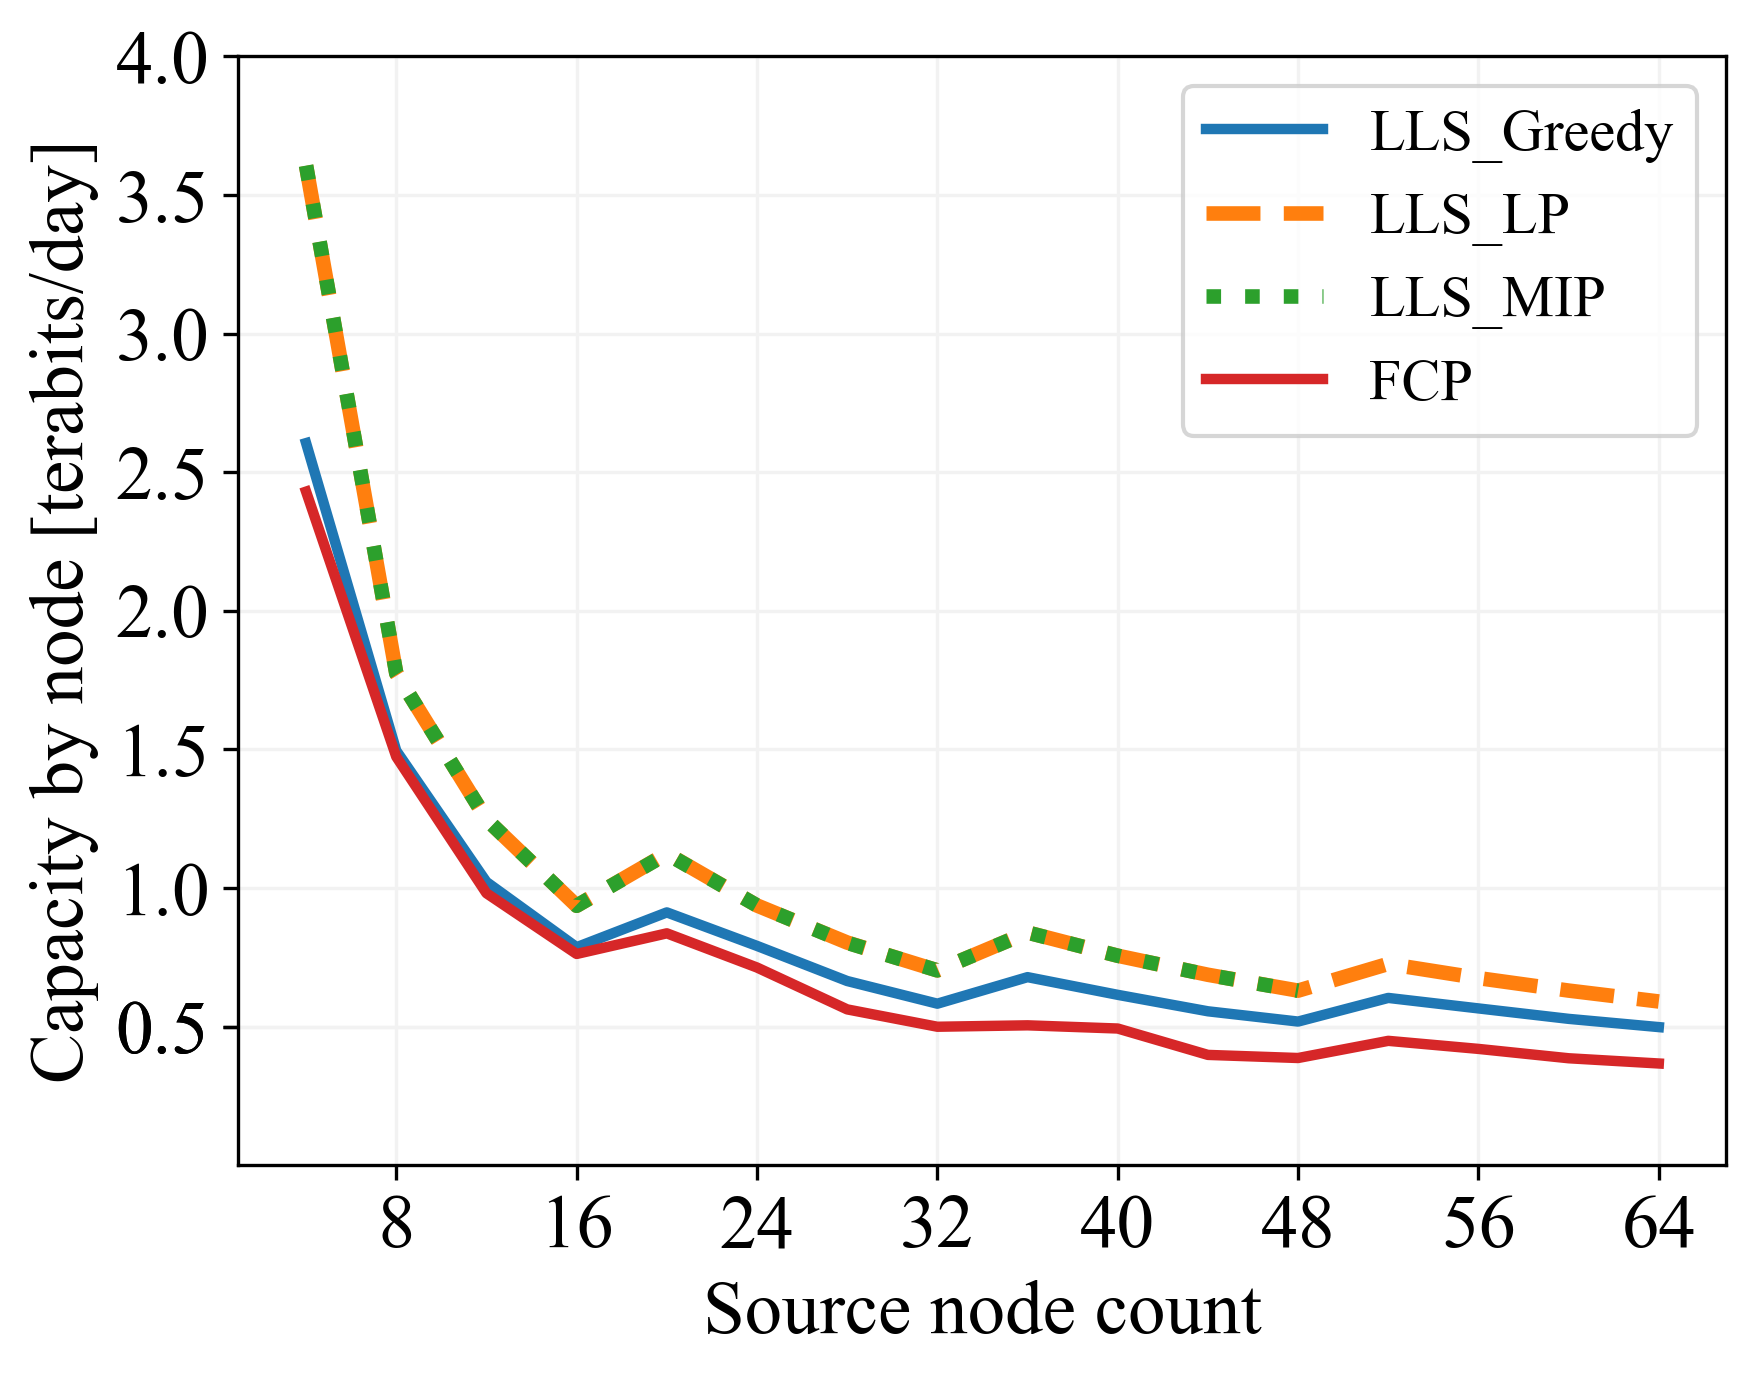 4.0
3.5
3.0
2.5
2.0
1.5
1.0
0.5
Capacity by node [terabits/day]
LLS_Greedy
LLS_LP
LLS_MIP
FCP
8 16 24 32 40 48 56 64
Source node count